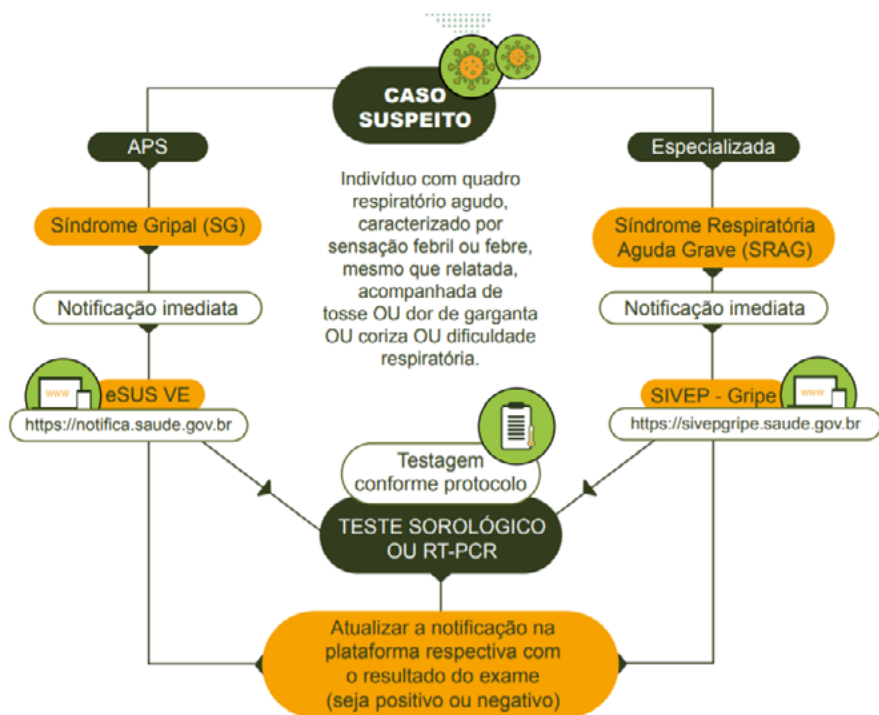 CASO
SUSPEITO
APS
Especializada
Indivíduo com quadro
respiratório agudo,
caracterizado por
sensação febril ou febre,
mesmo que relatada,
acompanhada de
tosse OU dor de garganta
OU coriza OU dificuldade
respiratória.
Síndrome Gripal (SG)
Síndrome Respiratória
Aguda Grave (SRAG)
Notificação imediata
Notificação imediata
www
eSUS VE
https://notifica.saude.gov.br
SIVEP - Gripe
www
https://sivepgripe.saude.gov.br
Testagem
conforme protocolo
TESTE SOROLÓGICO
OU RT-PCR
Atualizar a notificação na
plataforma respectiva com
o resultado do exame
(seja positivo ou negativo)